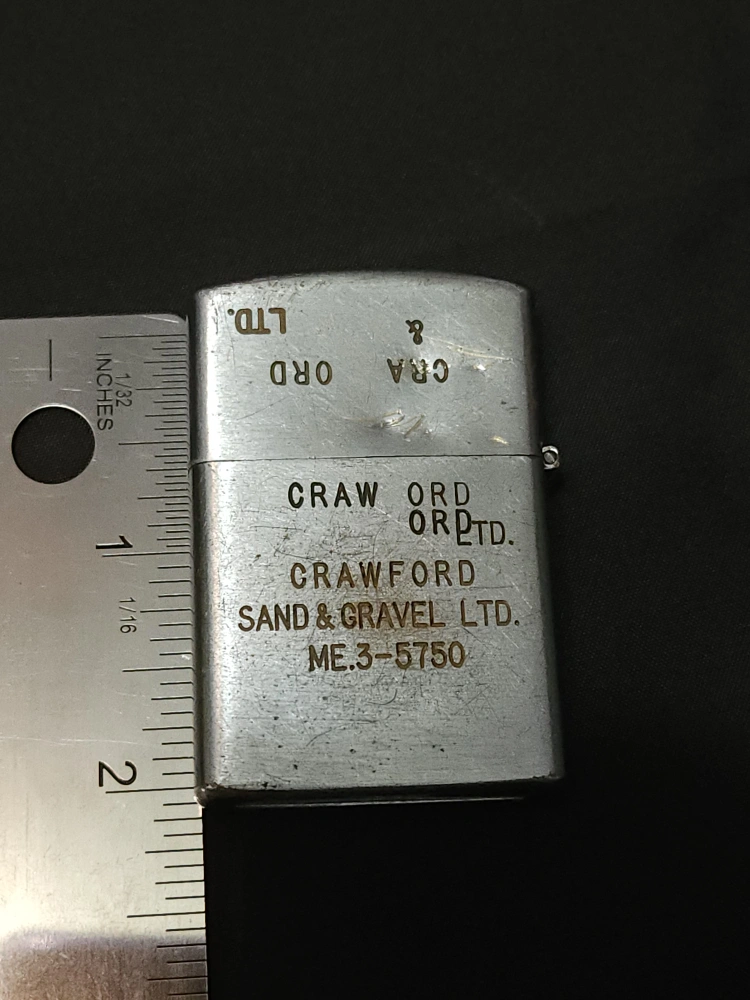 LTD.
&
CRA ORD
CRAW ORD
ORD LTD.
CRAWFORD
SAND & GRAVEL LTD.
ME.3-5750
INCHES
1/32
1
1/16
2